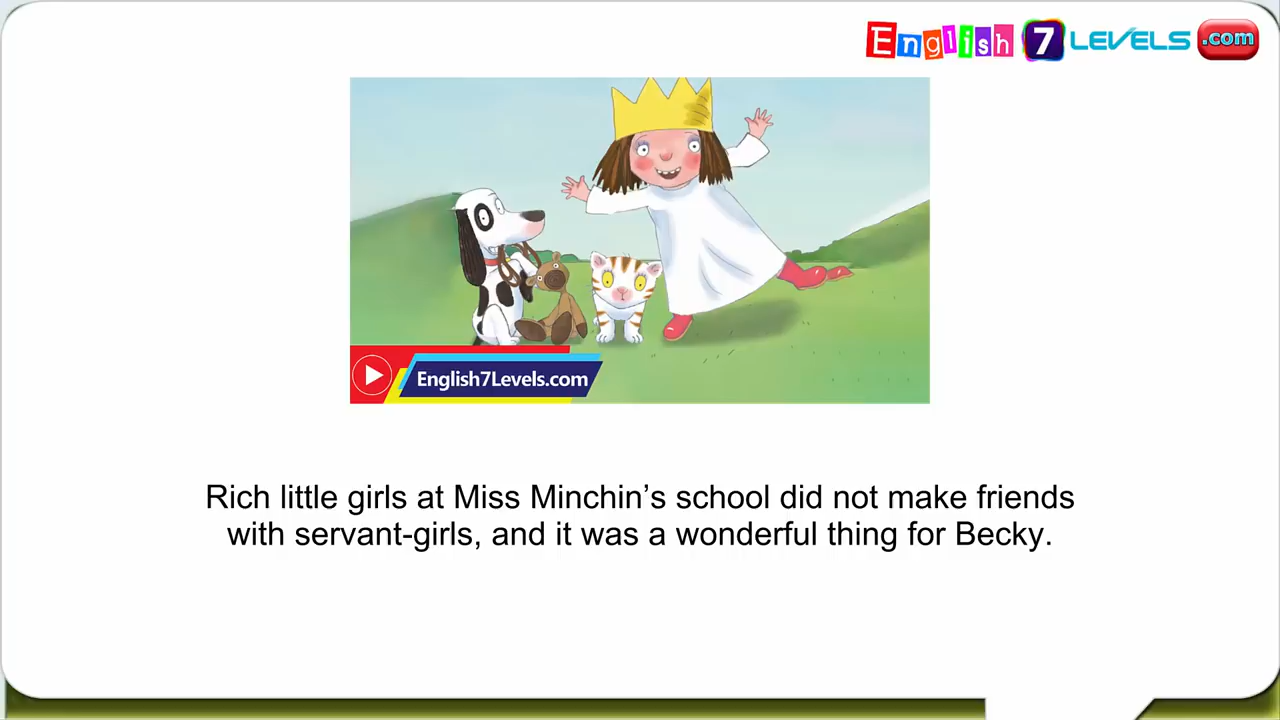 English 7 LEVELS .com
English7Levels.com
Rich little girls at Miss Minchin’s school did not make friends
with servant-girls, and it was a wonderful thing for Becky.